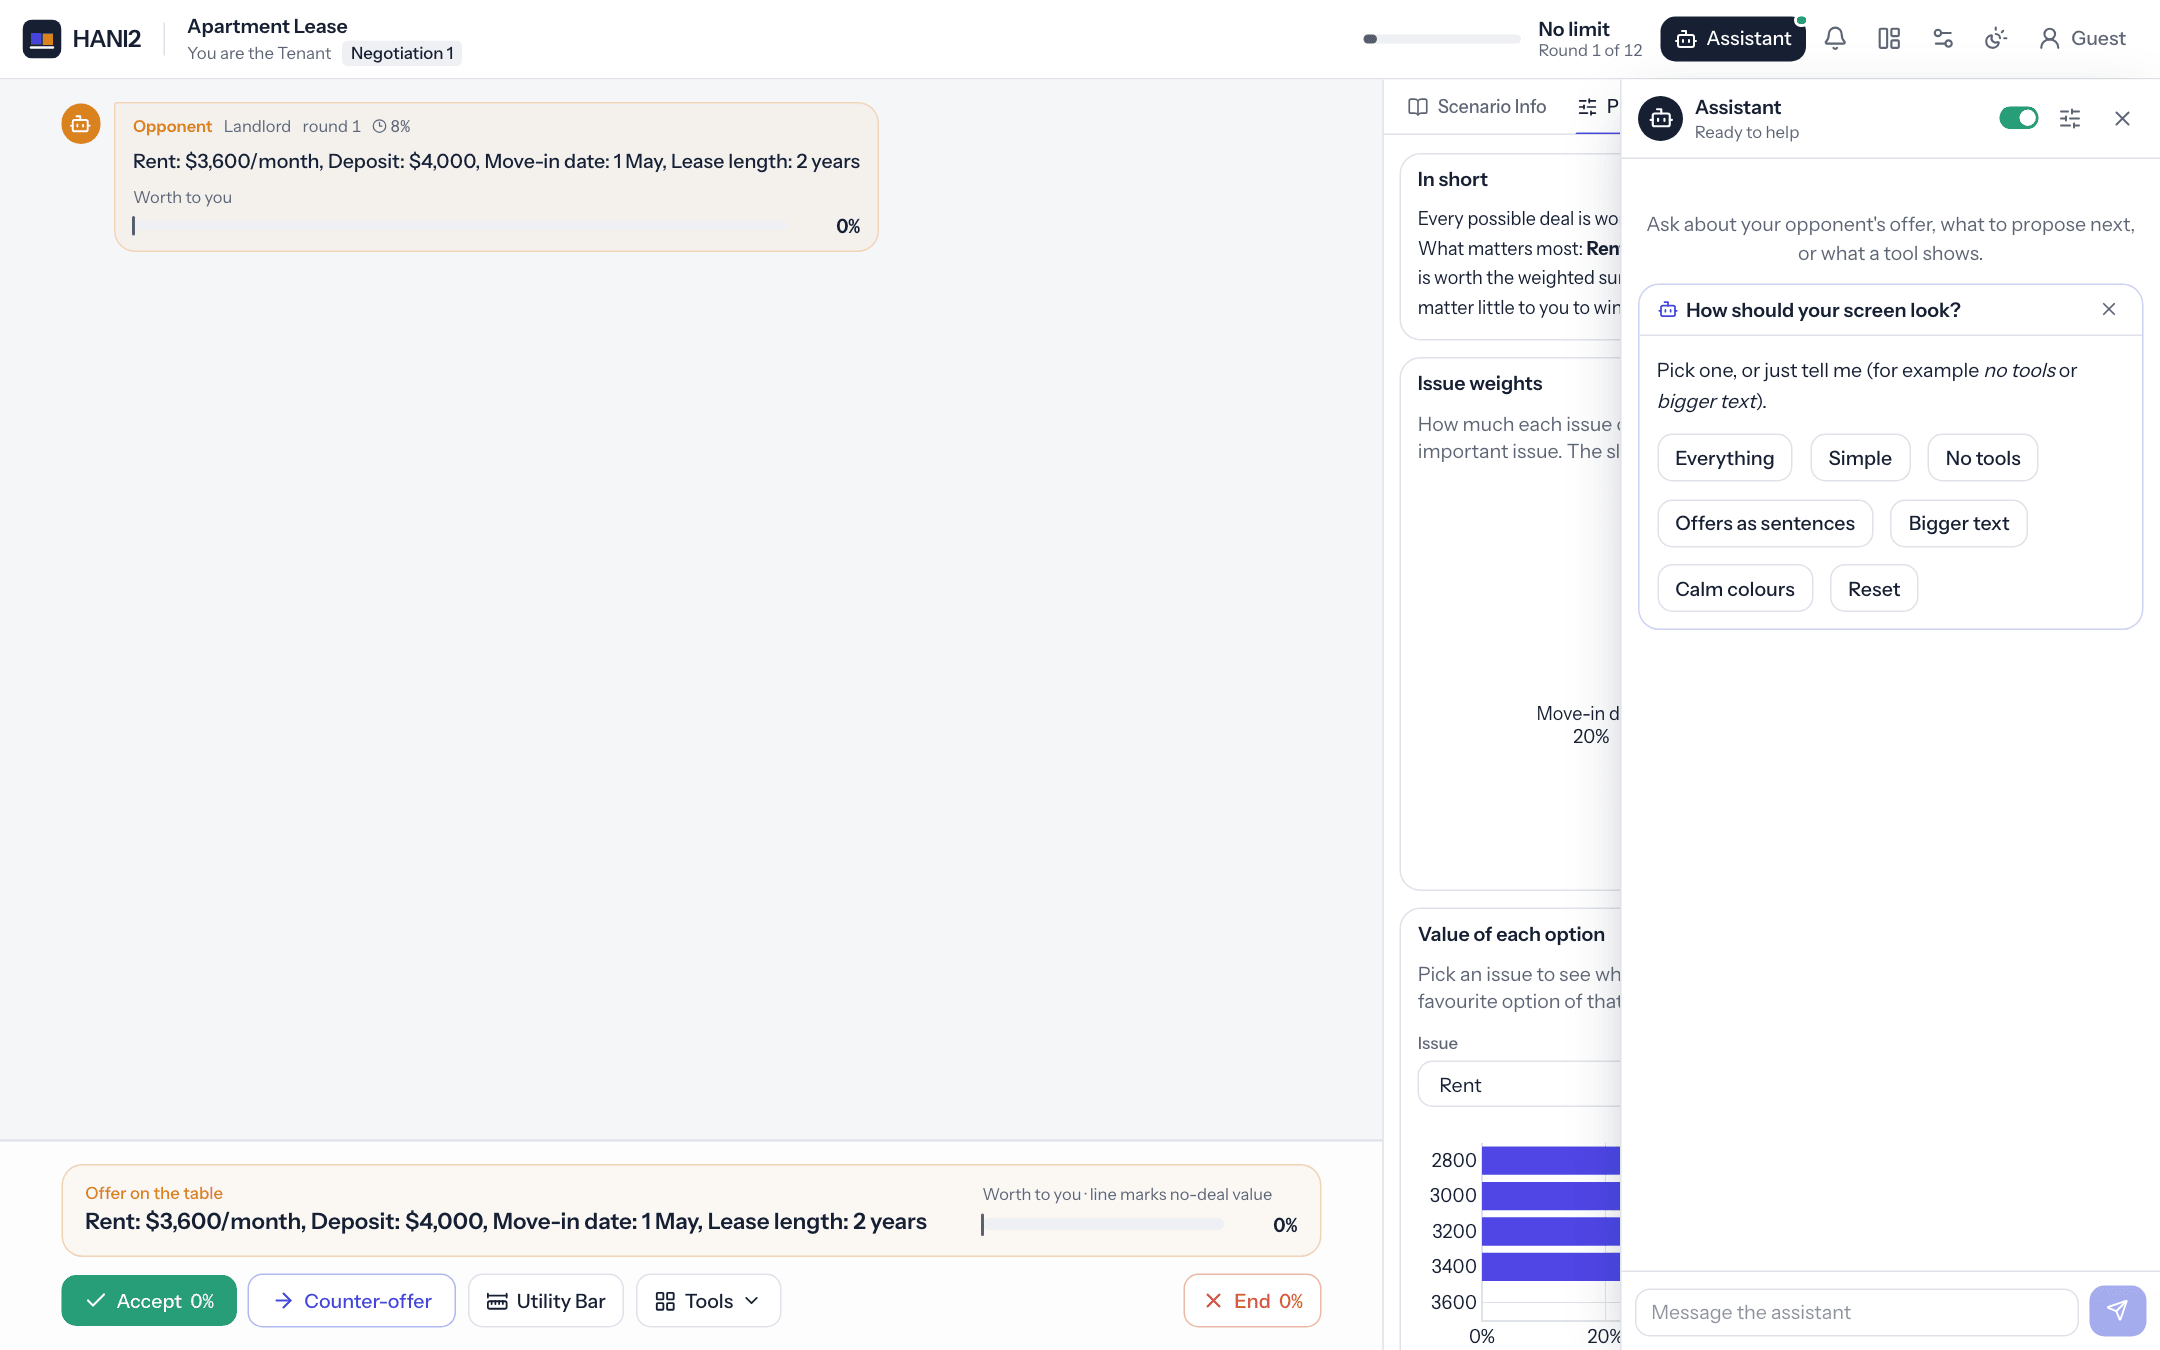 HANI2
Apartment Lease
You are the Tenant Negotiation 1
No limit
Round 1 of 12
Assistant
Guest
Opponent Landlord round 1 8%
Rent: $3,600/month, Deposit: $4,000, Move-in date: 1 May, Lease length: 2 years
Worth to you
0%
Offer on the table
Rent: $3,600/month, Deposit: $4,000, Move-in date: 1 May, Lease length: 2 years
Worth to you · line marks no-deal value
0%
Accept 0%
Counter-offer
Utility Bar
Tools
End 0%
Scenario Info
P
In short
Every possible deal is wo
What matters most: Ren
is worth the weighted su
matter little to you to win
Issue weights
How much each issue
important issue. The sl
Move-in d
20%
Value of each option
Pick an issue to see wh
favourite option of that
Issue
Rent
2800
3000
3200
3400
3600
0% 20%
Assistant
Ready to help
Ask about your opponent's offer, what to propose next,
or what a tool shows.
How should your screen look?
Pick one, or just tell me (for example no tools or
bigger text).
Everything Simple No tools
Offers as sentences Bigger text
Calm colours Reset
Message the assistant